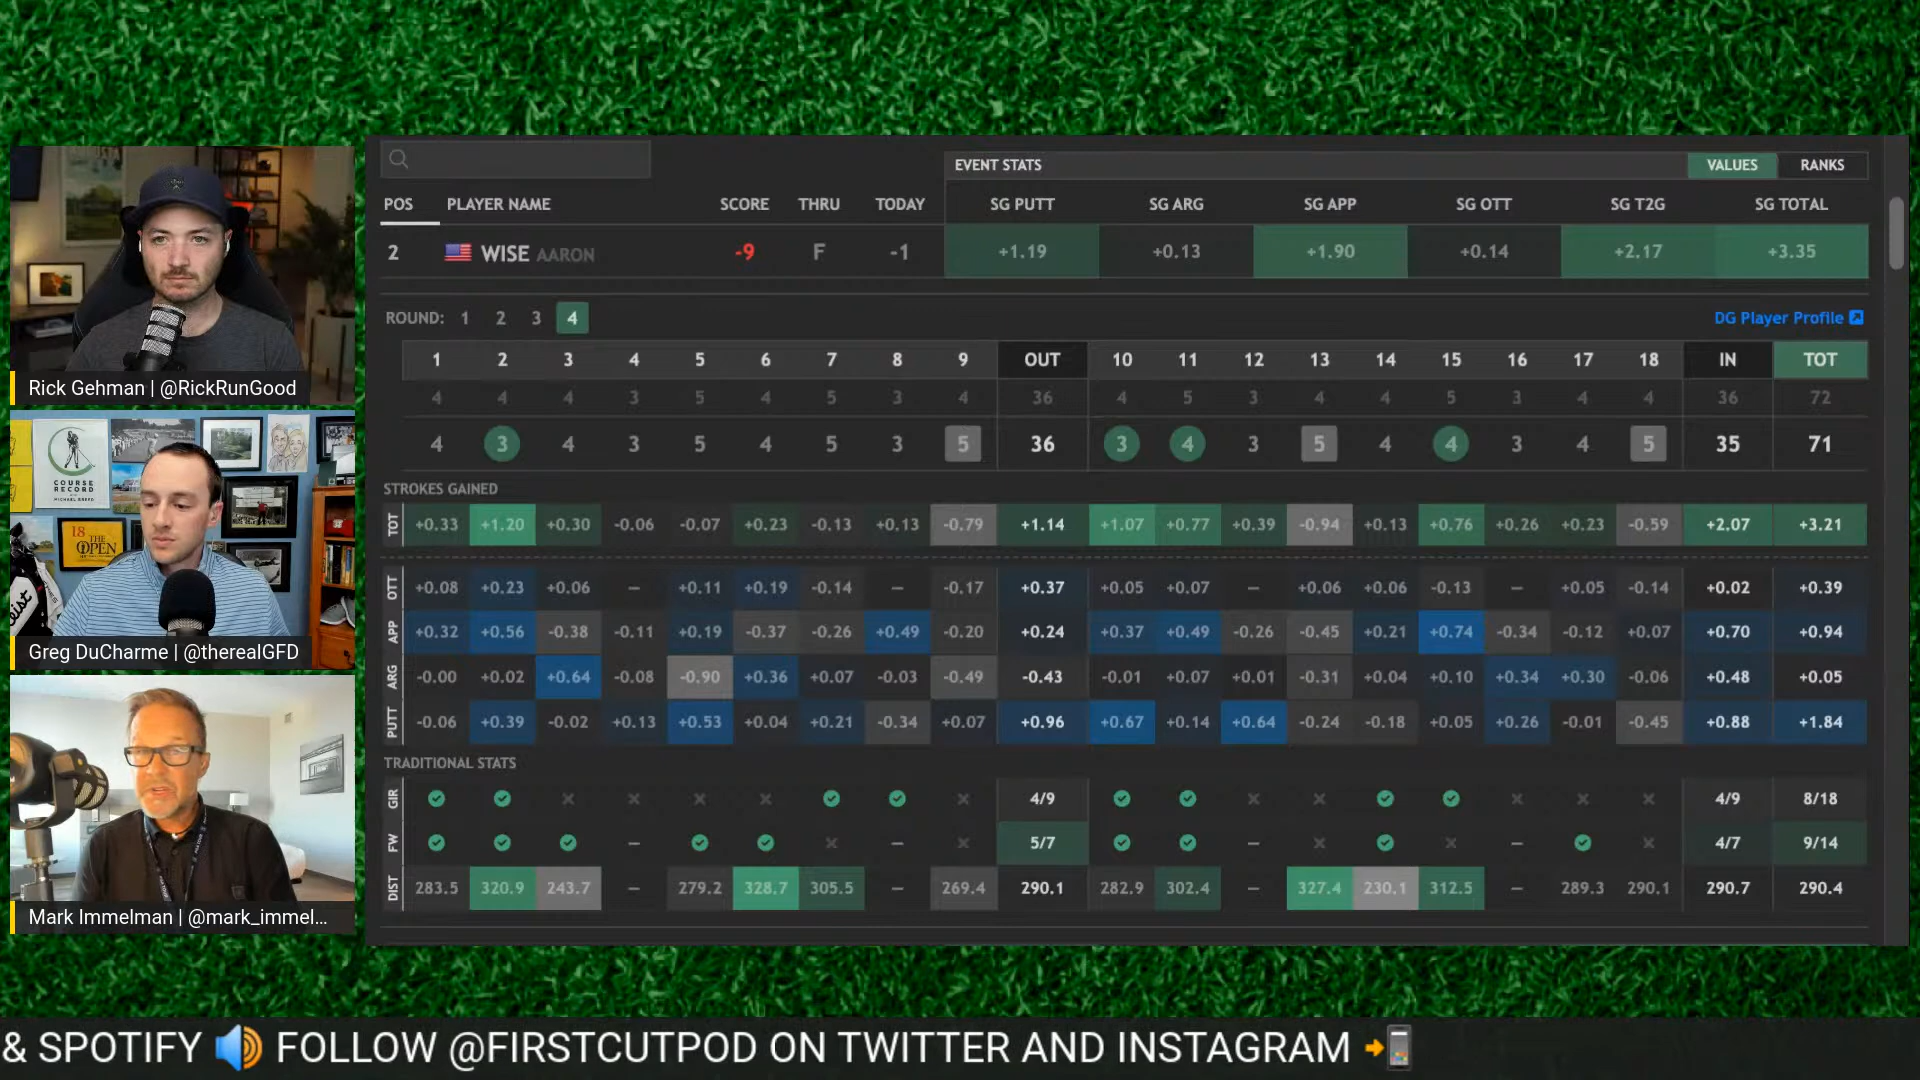 EVENT STATS VALUES RANKS
POS PLAYER NAME SCORE THRU TODAY SG PUTT SG ARG SG APP SG OTT SG T2G SG TOTAL
2 WISE AARON -9 F -1 +1.19 +0.13 +1.90 +0.14 +2.17 +3.35
ROUND: 1 2 3 4 DG Player Profile
1 2 3 4 5 6 7 8 9 OUT 10 11 12 13 14 15 16 17 18 IN TOT
4 4 4 3 5 4 5 3 4 36 4 5 3 4 4 5 3 4 4 36 72
4 3 4 3 5 4 5 3 5 36 3 4 3 5 4 4 3 4 5 35 71
STROKES GAINED
TOT +0.33 +1.20 +0.30 -0.06 -0.07 +0.23 -0.13 +0.13 -0.79 +1.14 +1.07 +0.77 +0.39 -0.94 +0.13 +0.76 +0.26 +0.23 -0.59 +2.07 +3.21
OTT +0.08 +0.23 +0.06 — +0.11 +0.19 -0.14 — -0.17 +0.37 +0.05 +0.07 — +0.06 +0.06 -0.13 — +0.05 -0.14 +0.02 +0.39
APP +0.32 +0.56 -0.38 -0.11 +0.19 -0.37 -0.26 +0.49 -0.20 +0.24 +0.37 +0.49 -0.26 -0.45 +0.21 +0.74 -0.34 -0.12 +0.07 +0.70 +0.94
ARG -0.00 +0.02 +0.64 -0.08 -0.90 +0.36 +0.07 -0.03 -0.49 -0.43 -0.01 +0.07 +0.01 -0.31 +0.04 +0.10 +0.34 +0.30 -0.06 +0.48 +0.05
PUTT -0.06 +0.39 -0.02 +0.13 +0.53 +0.04 +0.21 -0.34 +0.07 +0.96 +0.67 +0.14 +0.64 -0.24 -0.18 +0.05 +0.26 -0.01 -0.45 +0.88 +1.84
TRADITIONAL STATS
GIR 4/9 4/9 8/18
FW — — 5/7 — — 4/7 9/14
DIST 283.5 320.9 243.7 — 279.2 328.7 305.5 — 269.4 290.1 282.9 302.4 — 327.4 230.1 312.5 — 289.3 290.1 290.7 290.4
Rick Gehman | @RickRunGood
COURSE
RECORD
18 THE
OPEN
Greg DuCharme | @therealGFD
Mark Immelman | @mark_immel...
& SPOTIFY 🔊 FOLLOW @FIRSTCUTPOD ON TWITTER AND INSTAGRAM 📲